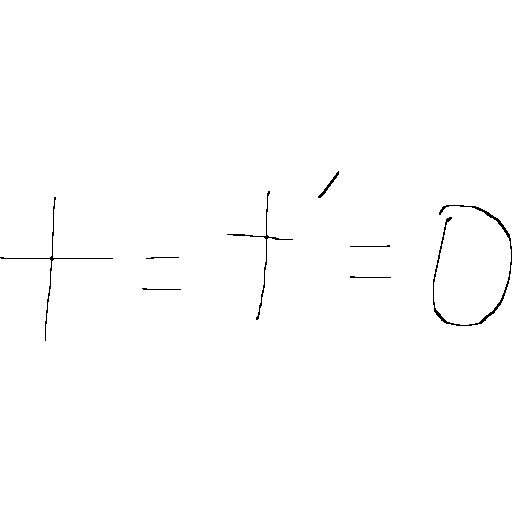 t = t' = 0